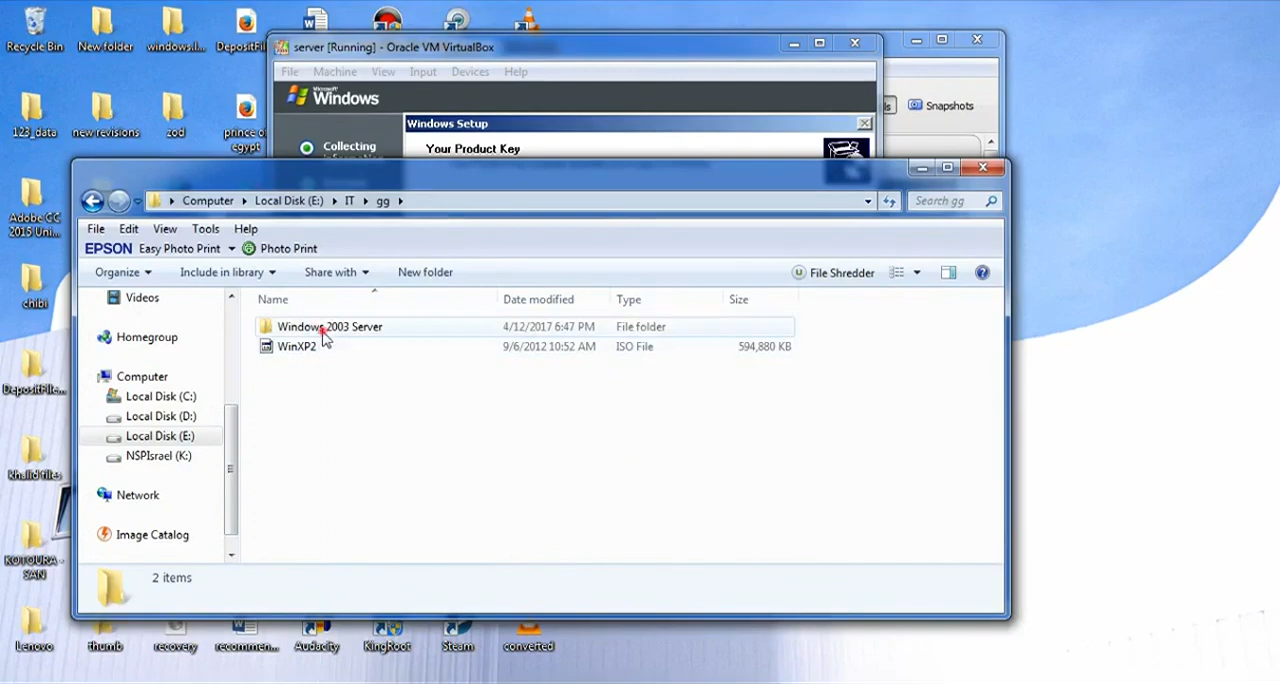 Recycle Bin
New folder
windows.l...
DepositFil
server [Running] - Oracle VM VirtualBox
File Machine View Input Devices Help
Microsoft
Windows
Snapshots
123_data
new revisions
zod
prince of
egypt
Windows Setup
Collecting
Your Product Key
Computer
Local Disk (E:)
IT
gg
Search gg
Adobe CC
2015 Uni...
File Edit View Tools Help
EPSON Easy Photo Print Photo Print
Organize Include in library Share with New folder File Shredder
chibi
Videos
Name Date modified Type Size
Homegroup
Windows 2003 Server 4/12/2017 6:47 PM File folder
WinXP2 9/6/2012 10:52 AM ISO File 594,880 KB
Computer
Local Disk (C:)
Local Disk (D:)
Local Disk (E:)
NSPIsrael (K:)
DepositFile...
khalid files
Network
Image Catalog
KOTOURA -
SAN
2 items
Lenovo
thumb
recovery
recommen...
Audacity
KingRoot
Steam
converted